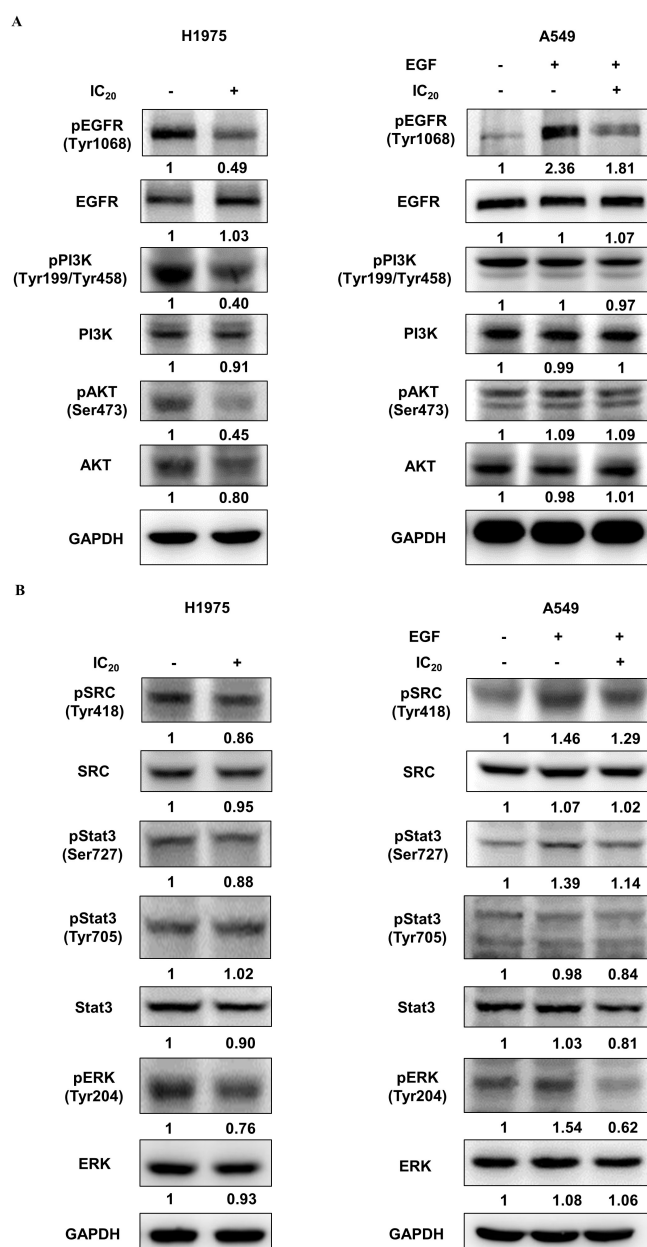 A
H1975
A549
EGF - + +
IC20 - +
IC20 - - +
pEGFR
(Tyr1068)
1 0.49
pEGFR
(Tyr1068)
1 2.36 1.81
EGFR
1 1.03
EGFR
1 1 1.07
pPI3K
(Tyr199/Tyr458)
1 0.40
pPI3K
(Tyr199/Tyr458)
1 1 0.97
PI3K
1 0.91
PI3K
1 0.99 1
pAKT
(Ser473)
1 0.45
pAKT
(Ser473)
1 1.09 1.09
AKT
1 0.80
AKT
1 0.98 1.01
GAPDH
GAPDH
B
H1975
A549
EGF - + +
IC20 - +
IC20 - - +
pSRC
(Tyr418)
1 0.86
pSRC
(Tyr418)
1 1.46 1.29
SRC
1 0.95
SRC
1 1.07 1.02
pStat3
(Ser727)
1 0.88
pStat3
(Ser727)
1 1.39 1.14
pStat3
(Tyr705)
1 1.02
pStat3
(Tyr705)
1 0.98 0.84
Stat3
1 0.90
Stat3
1 1.03 0.81
pERK
(Tyr204)
1 0.76
pERK
(Tyr204)
1 1.54 0.62
ERK
1 0.93
ERK
1 1.08 1.06
GAPDH
GAPDH